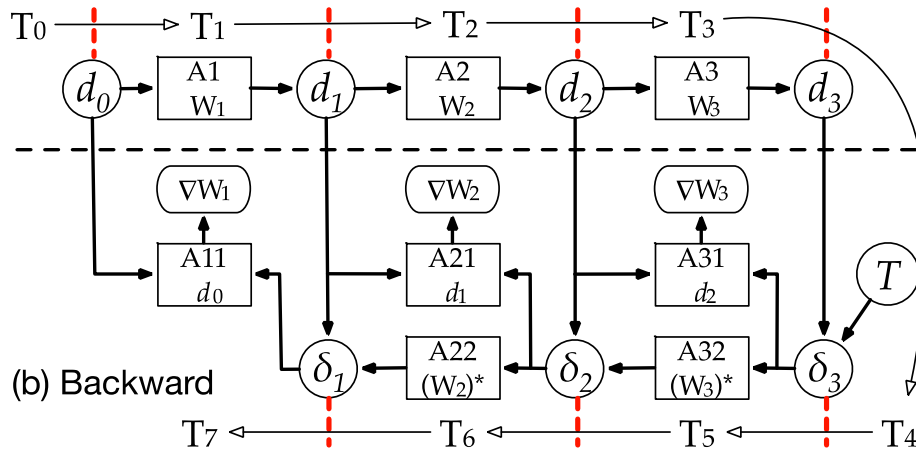 T₀ T₁ T₂ T₃
d₀ A1 d₁ A2 d₂ A3 d₃
W₁ W₂ W₃
∇W₁ ∇W₂ ∇W₃
A11 A21 A31 T
d₀ d₁ d₂
δ₁ A22 δ₂ A32 δ₃
(b) Backward (W₂)* (W₃)*
T₇ T₆ T₅ T₄